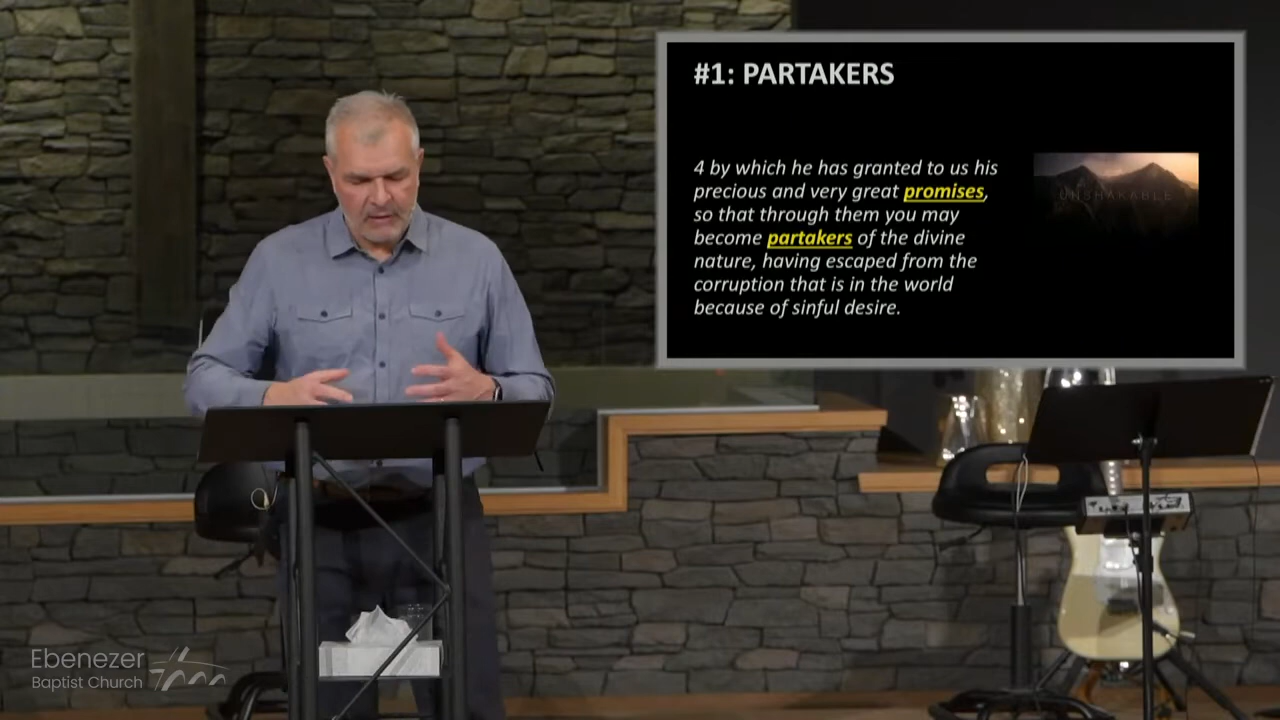 #1: PARTAKERS
4 by which he has granted to us his
precious and very great promises,
so that through them you may
become partakers of the divine
nature, having escaped from the
corruption that is in the world
because of sinful desire.
UNSHAKABLE
Ebenezer
Baptist Church